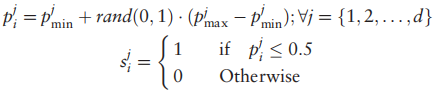 p_i^j = p_min^j + rand(0, 1) · (p_max^j − p_min^j); ∀j = {1, 2, . . . , d}
s_i^j = { 1 if p_i^j ≤ 0.5
0 Otherwise